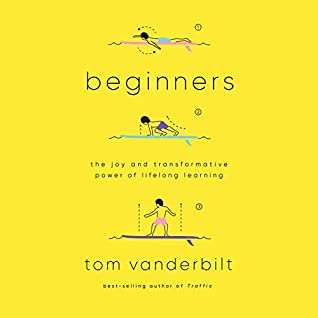 1
beginners
2
the joy and transformative
power of lifelong learning
3
tom vanderbilt
best-selling author of Traffic